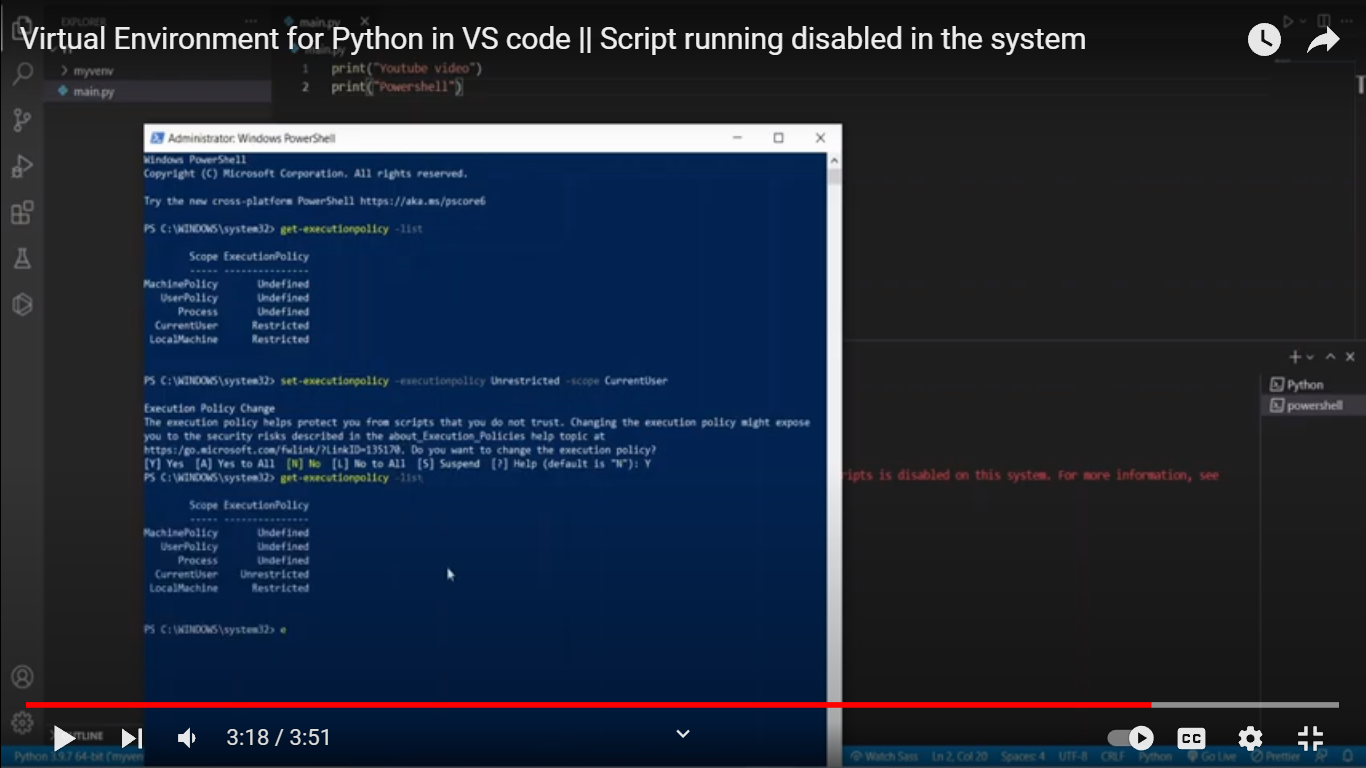 Virtual Environment for Python in VS code || Script running disabled in the system
EXPLORER
main.py
main.py
myvenv
main.py
1 print("Youtube video")
2 print("Powershell")
Administrator: Windows PowerShell
Windows PowerShell
Copyright (C) Microsoft Corporation. All rights reserved.
Try the new cross-platform PowerShell https://aka.ms/pscore6
PS C:\WINDOWS\system32> get-executionpolicy -list
Scope ExecutionPolicy
----- ---------------
MachinePolicy Undefined
UserPolicy Undefined
Process Undefined
CurrentUser Restricted
LocalMachine Restricted
PS C:\WINDOWS\system32> set-executionpolicy -executionpolicy Unrestricted -scope CurrentUser
Execution Policy Change
The execution policy helps protect you from scripts that you do not trust. Changing the execution policy might expose
you to the security risks described in the about_Execution_Policies help topic at
https:/go.microsoft.com/fwlink/?LinkID=135170. Do you want to change the execution policy?
[Y] Yes [A] Yes to All [N] No [L] No to All [S] Suspend [?] Help (default is "N"): Y
PS C:\WINDOWS\system32> get-executionpolicy -list
Scope ExecutionPolicy
----- ---------------
MachinePolicy Undefined
UserPolicy Undefined
Process Undefined
CurrentUser Unrestricted
LocalMachine Restricted
PS C:\WINDOWS\system32> e
Python
powershell
ripts is disabled on this system. For more information, see
OUTLINE
3:18 / 3:51
CC
Python 3.9.7 64-bit ('myven
Watch Sass Ln 2, Col 20 Spaces: 4 UTF-8 CRLF Python Go Live Prettier